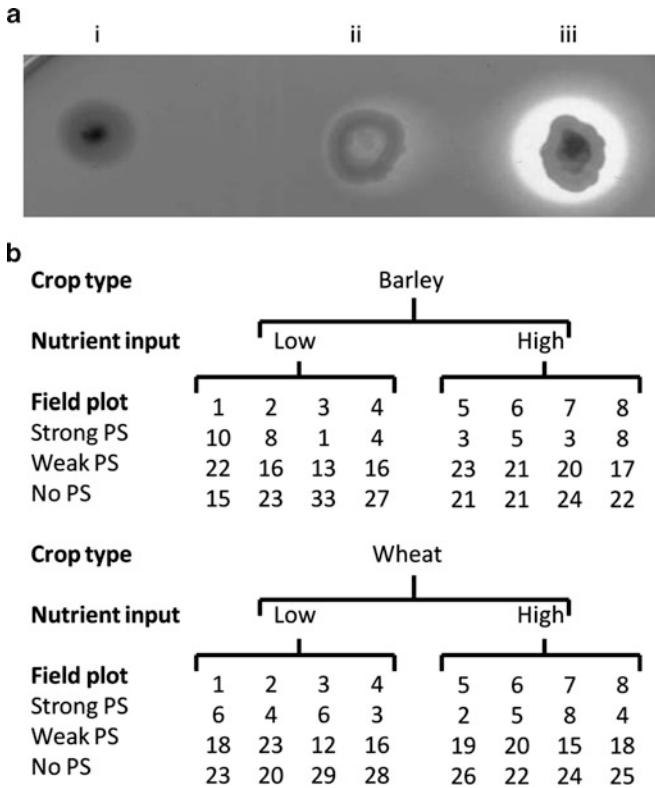 a
i ii iii
b
Crop type Barley
Nutrient input Low High
Field plot 1 2 3 4 5 6 7 8
Strong PS 10 8 1 4 3 5 3 8
Weak PS 22 16 13 16 23 21 20 17
No PS 15 23 33 27 21 21 24 22
Crop type Wheat
Nutrient input Low High
Field plot 1 2 3 4 5 6 7 8
Strong PS 6 4 6 3 2 5 8 4
Weak PS 18 23 12 16 19 20 15 18
No PS 23 20 29 28 26 22 24 25